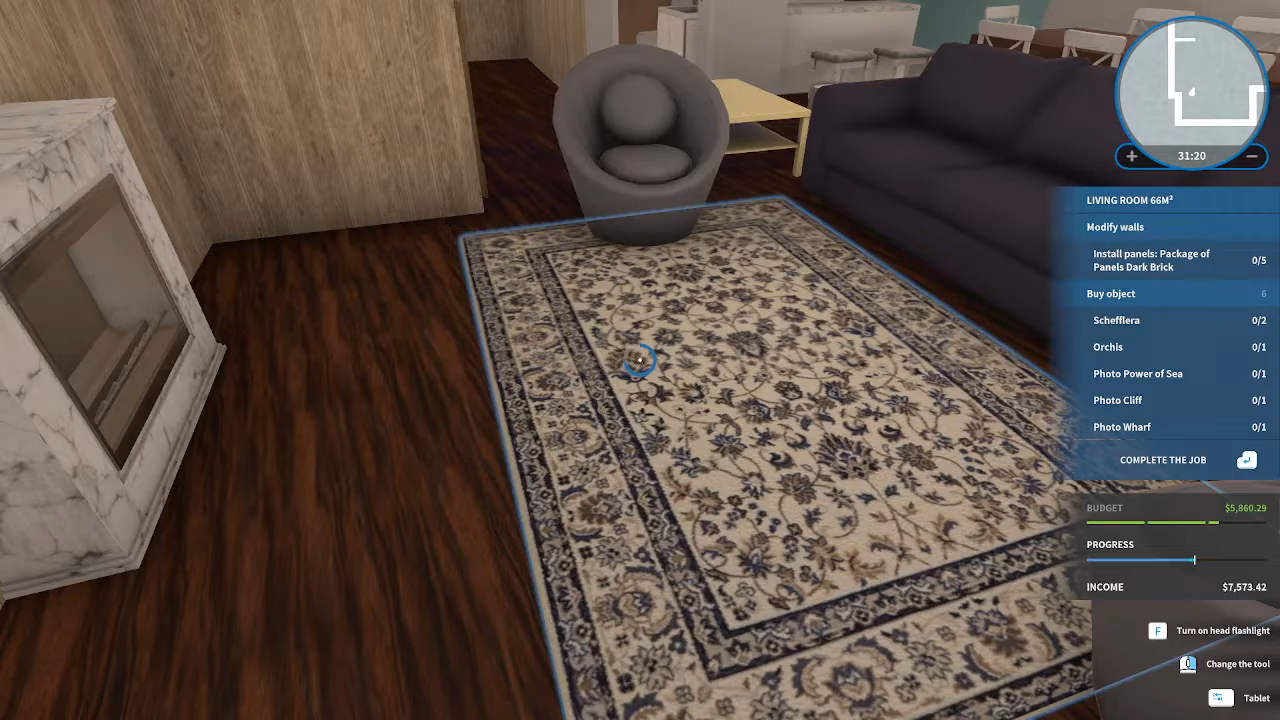 31:20
LIVING ROOM 66M²
Modify walls
Install panels: Package of
Panels Dark Brick 0/5
Buy object 6
Schefflera 0/2
Orchis 0/1
Photo Power of Sea 0/1
Photo Cliff 0/1
Photo Wharf 0/1
COMPLETE THE JOB
BUDGET $5,860.29
PROGRESS
INCOME $7,573.42
F Turn on head flashlight
Change the tool
Tablet